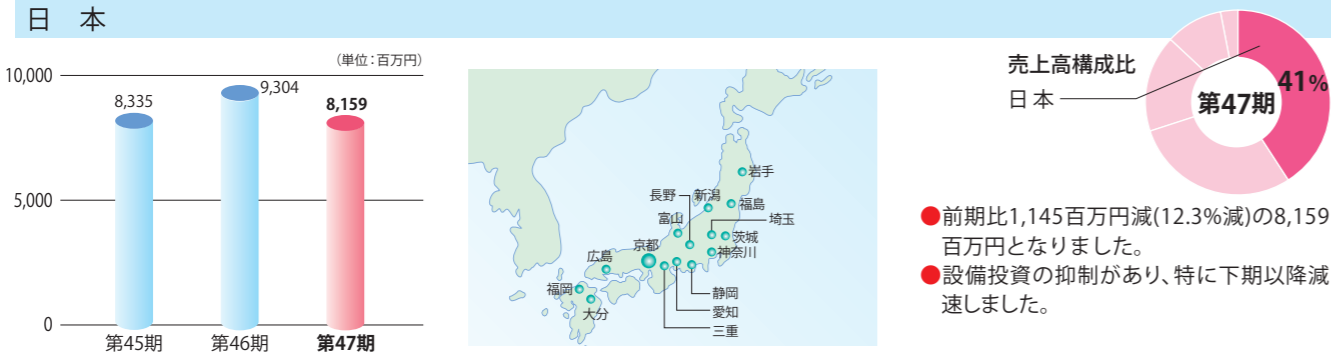 日 本
(単位:百万円)
10,000
5,000
0
8,335
9,304
8,159
第45期
第46期
第47期
岩手
長野
新潟
福島
富山
埼玉
京都
茨城
広島
神奈川
福岡
静岡
大分
愛知
三重
売上高構成比
日 本
第47期
41%
●前期比1,145百万円減(12.3%減)の8,159
百万円となりました。
●設備投資の抑制があり、特に下期以降減
速しました。